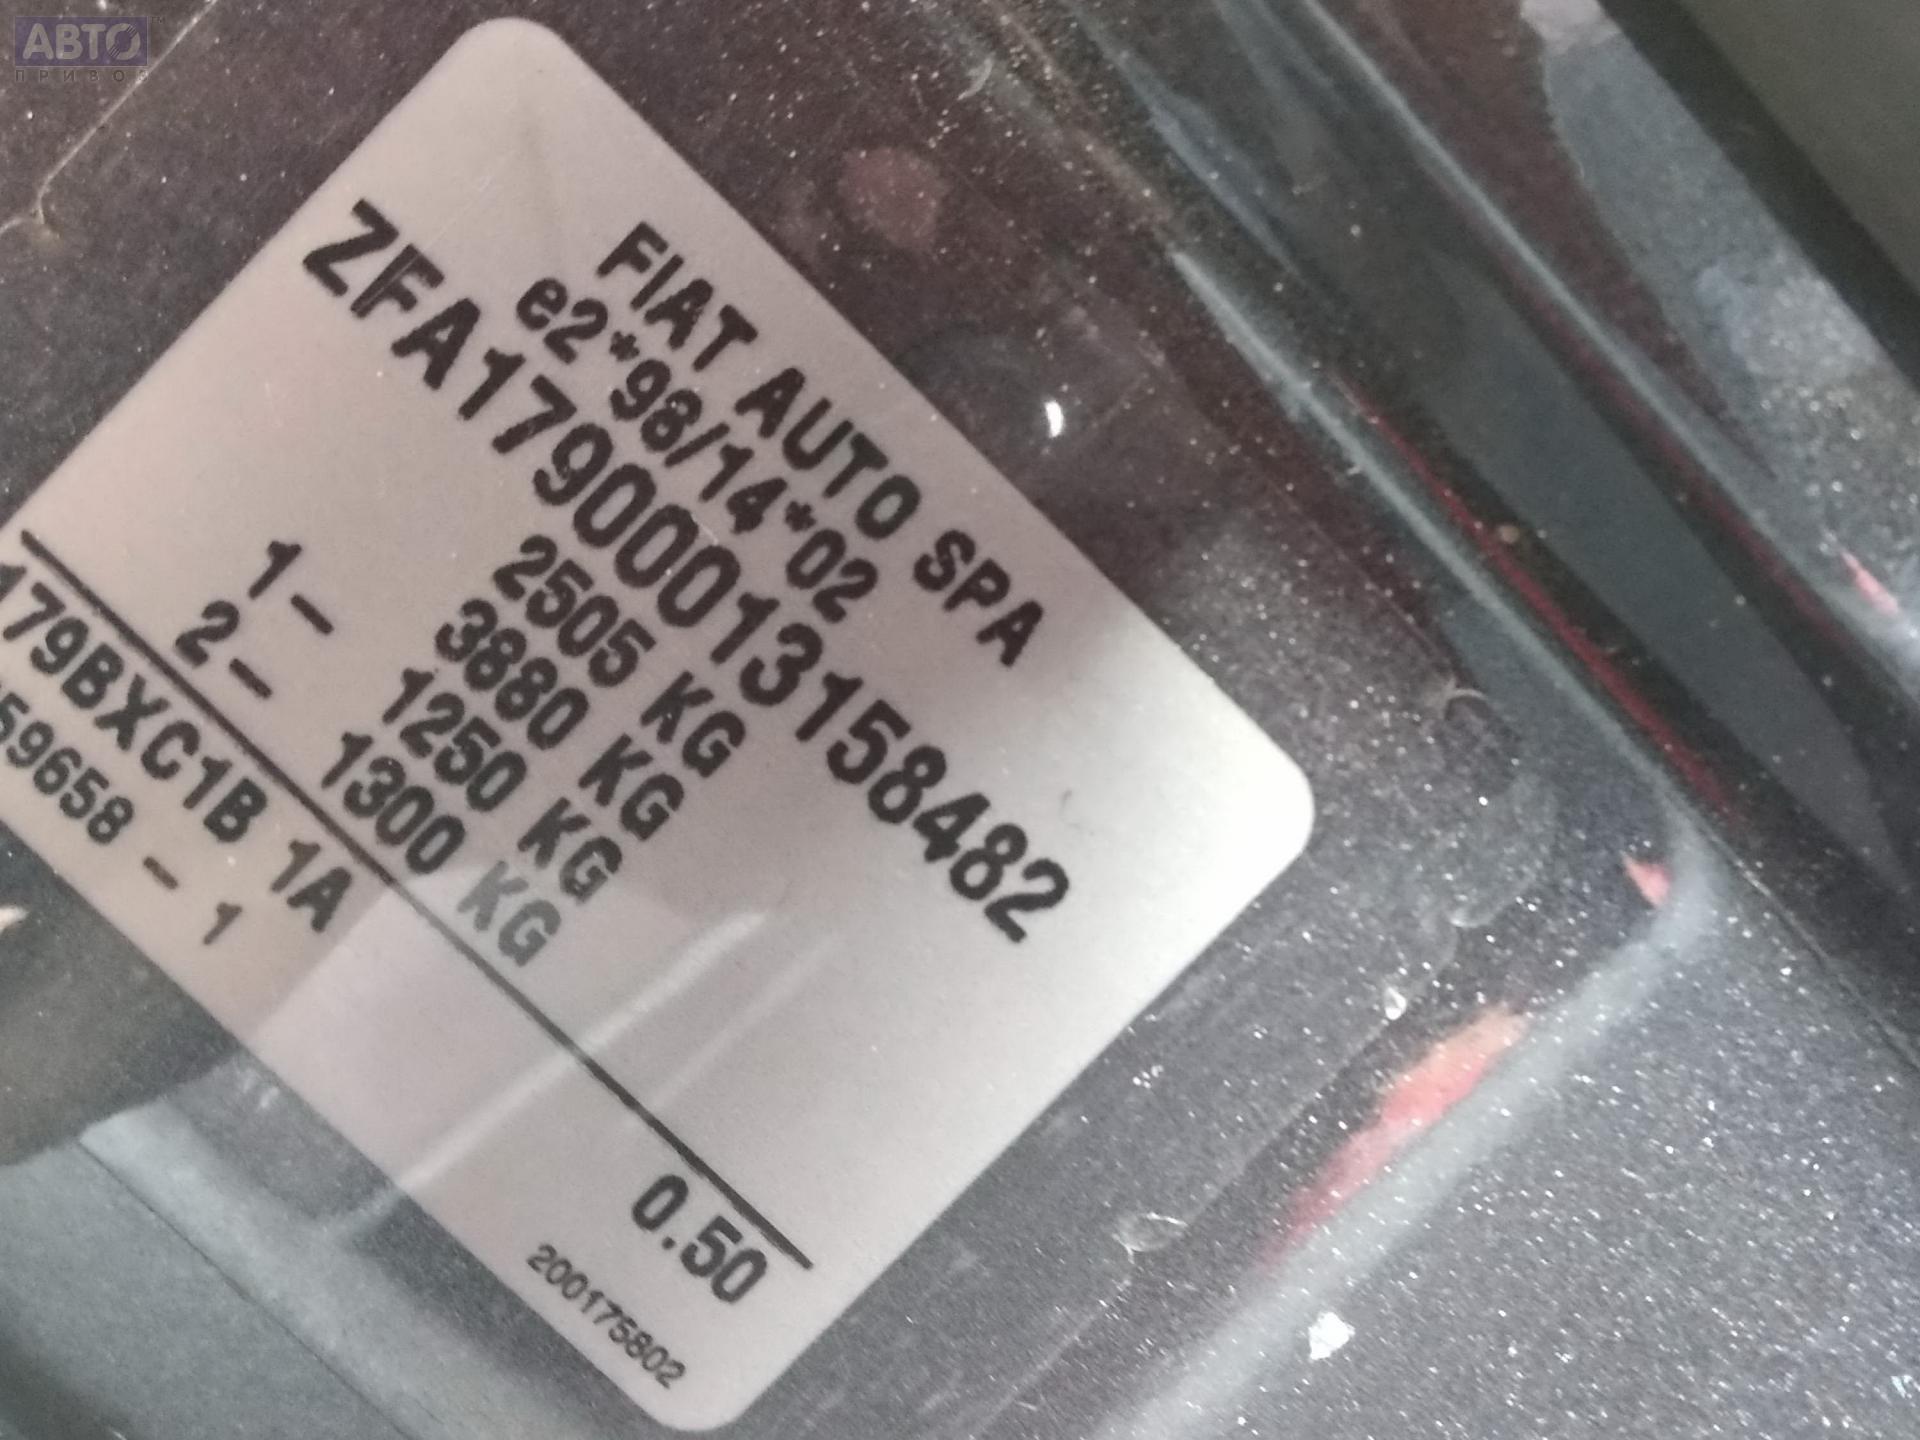 АВТО
ПРИВОЗ
FIAT AUTO SPA
e2*98/14*02
ZFA17900013158482
2505 KG
3880 KG
1- 1250 KG
2- 1300 KG
179BXC1B 1A
59658 - 1
0.50
200175802